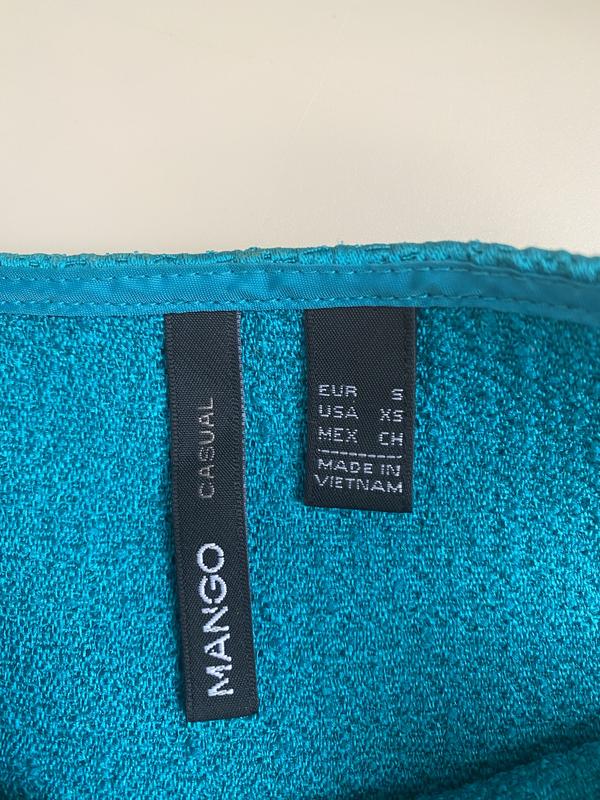 MANGO CASUAL
EUR S
USA XS
MEX CH
MADE IN
VIETNAM